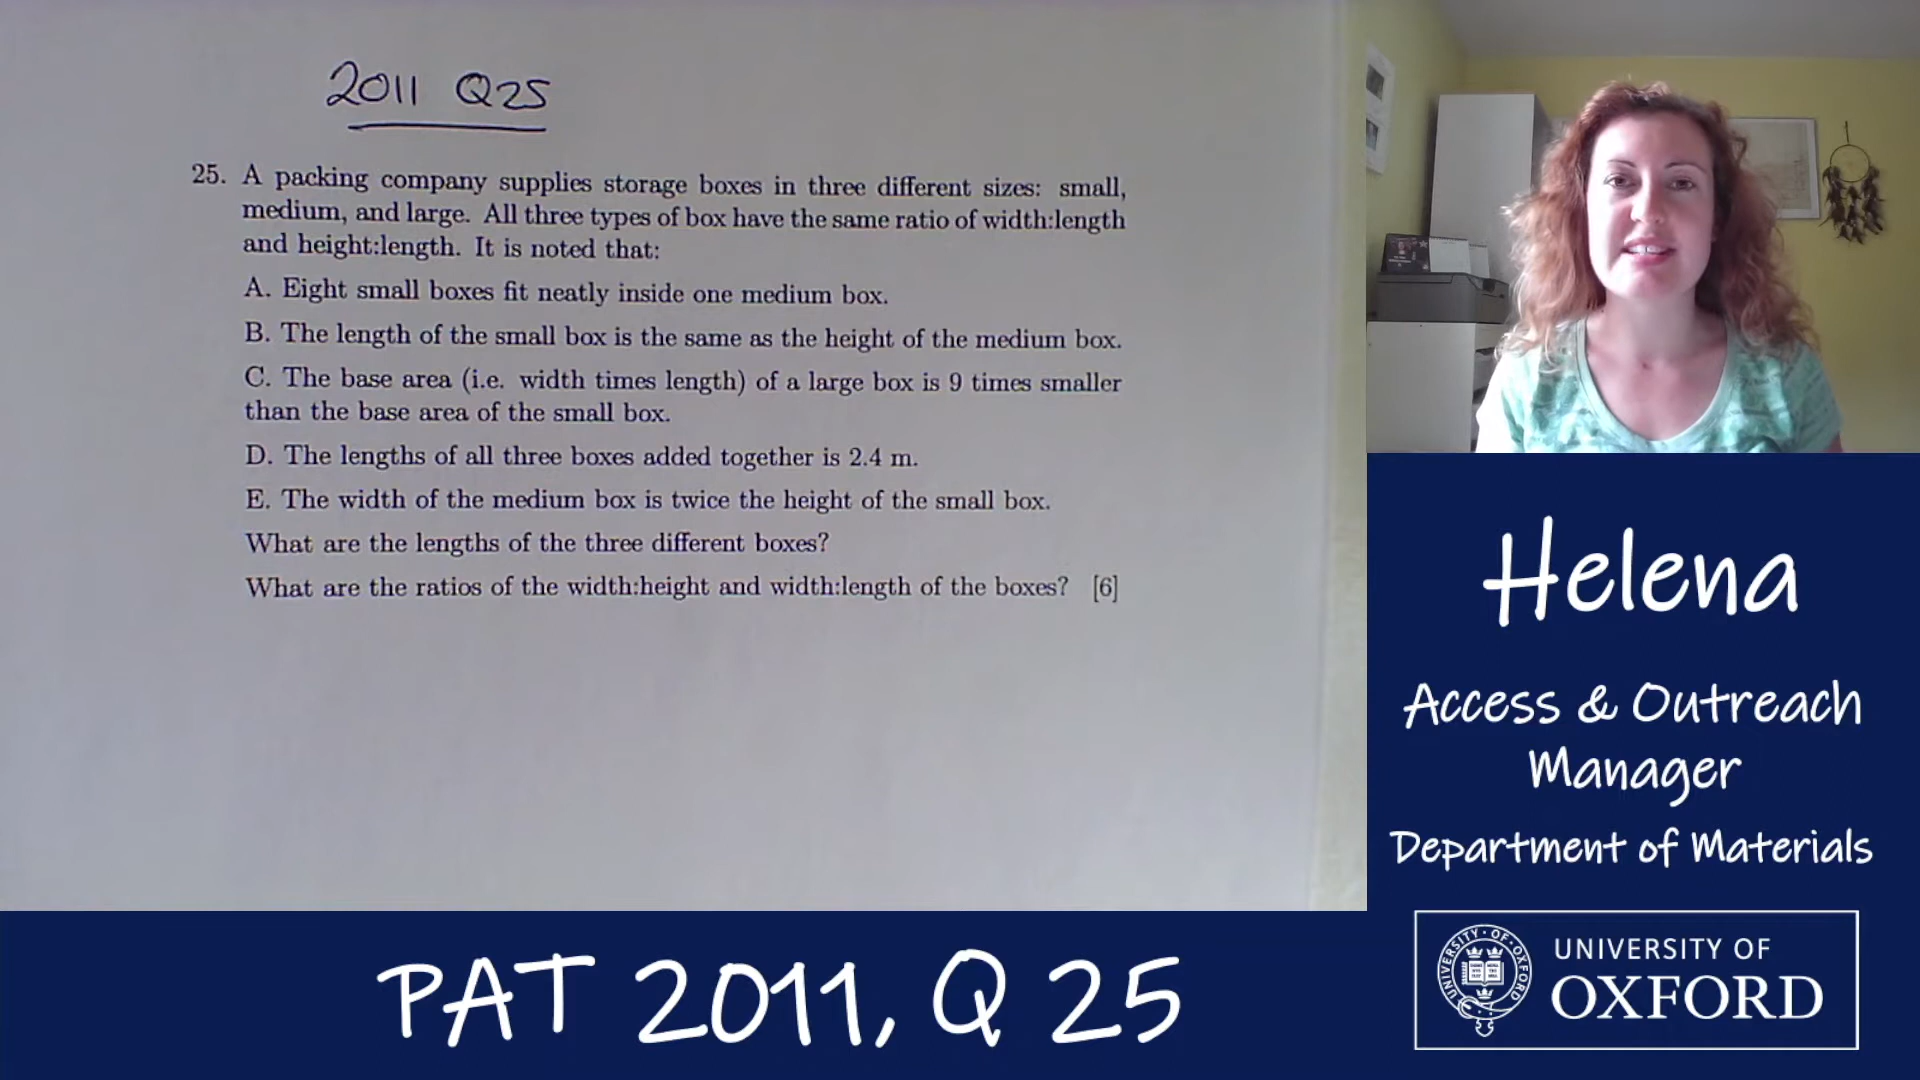 2011 Q25
25. A packing company supplies storage boxes in three different sizes: small,
medium, and large. All three types of box have the same ratio of width:length
and height:length. It is noted that:
A. Eight small boxes fit neatly inside one medium box.
B. The length of the small box is the same as the height of the medium box.
C. The base area (i.e. width times length) of a large box is 9 times smaller
than the base area of the small box.
D. The lengths of all three boxes added together is 2.4 m.
E. The width of the medium box is twice the height of the small box.
What are the lengths of the three different boxes?
What are the ratios of the width:height and width:length of the boxes? [6]
Helena
Access & Outreach
Manager
Department of Materials
UNIVERSITY OF
OXFORD
PAT 2011, Q 25